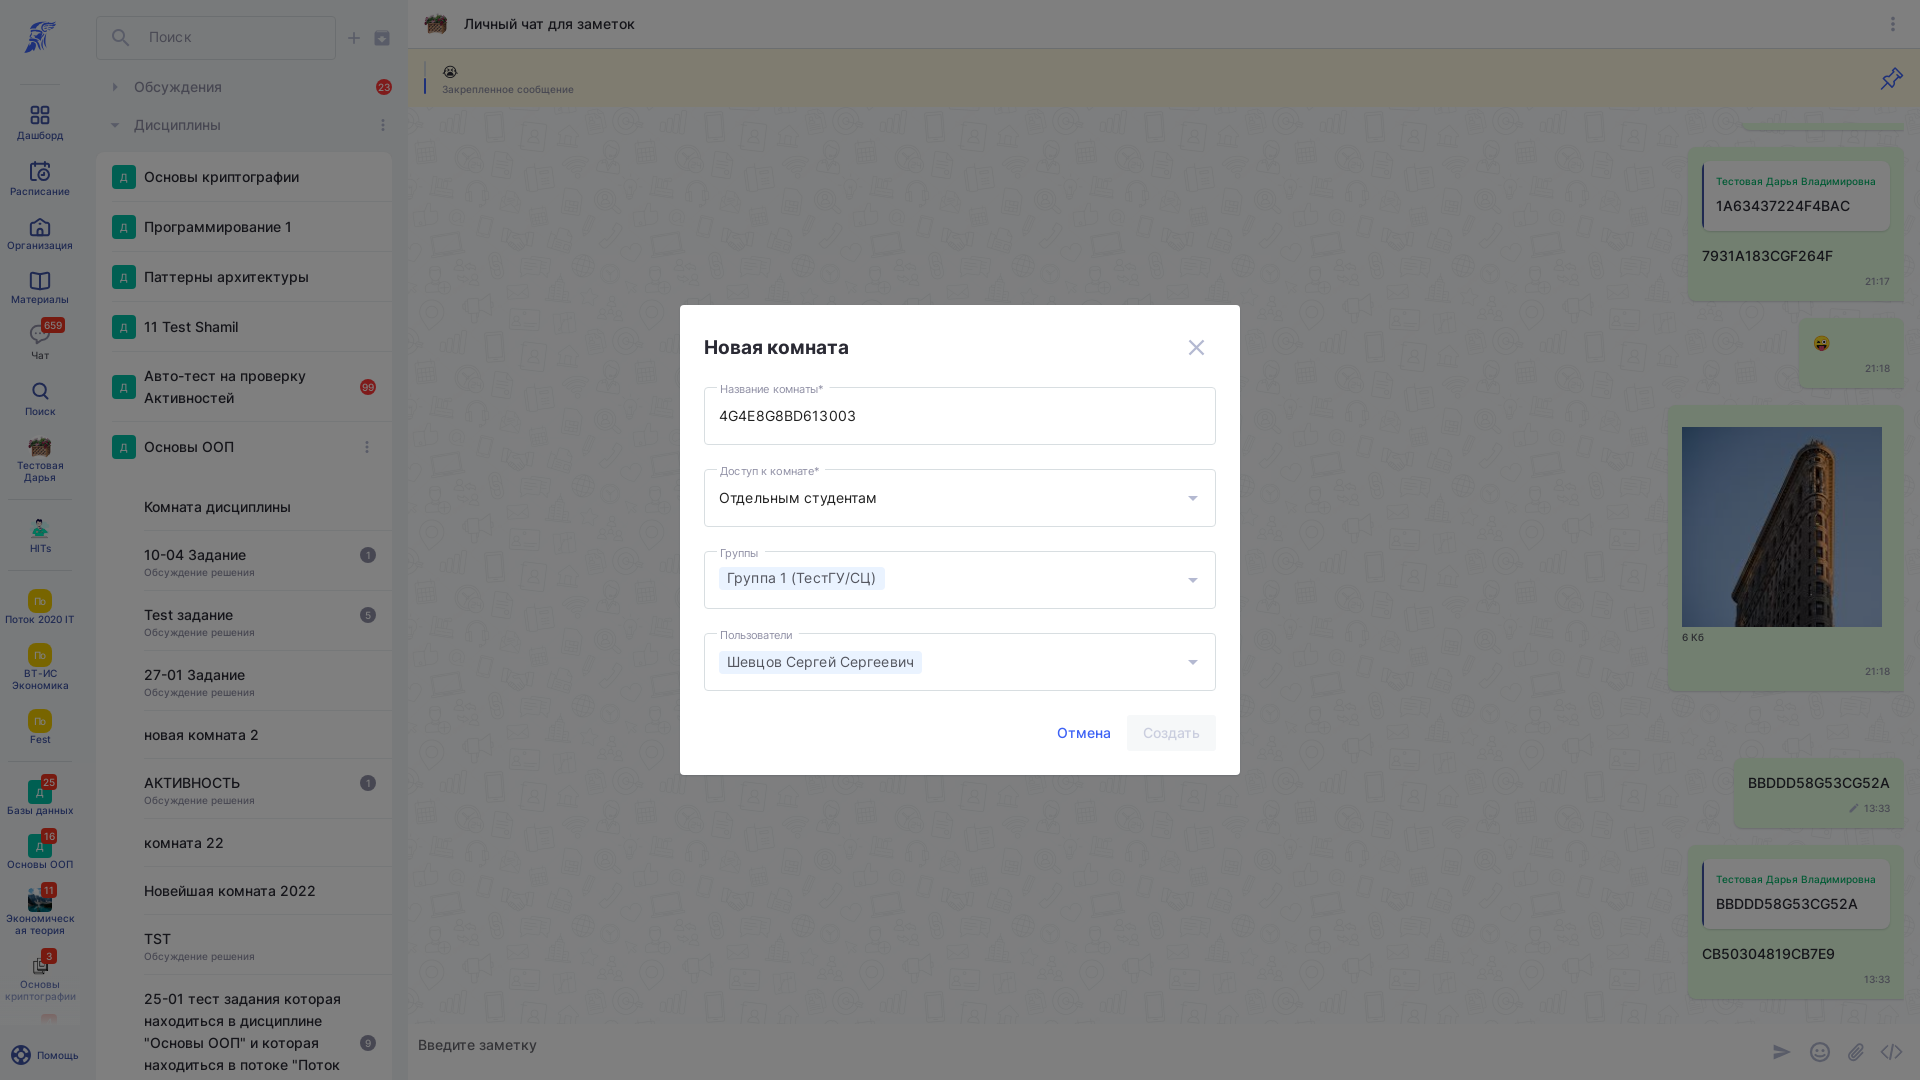 Поиск
Обсуждения
23
Дисциплины
Дашборд
Расписание
Организация
Материалы
659
Чат
Поиск
Тестовая
Дарья
HITs
По
Поток 2020 IT
По
ВТ-ИС
Экономика
По
Fest
25
Д
Базы данных
16
Д
Основы ООП
11
Экономическ
ая теория
3
Основы
криптографии
Помощь
Д
Основы криптографии
Д
Программирование 1
Д
Паттерны архитектуры
Д
11 Test Shamil
Д
Авто-тест на проверку
Активностей
99
Д
Основы ООП
Комната дисциплины
10-04 Задание
Обсуждение решения
1
Test задание
Обсуждение решения
5
27-01 Задание
Обсуждение решения
новая комната 2
АКТИВНОСТЬ
Обсуждение решения
1
комната 22
Новейшая комната 2022
TST
Обсуждение решения
25-01 тест задания которая
находиться в дисциплине
"Основы ООП" и которая
находиться в потоке "Поток
9
Личный чат для заметок
Закрепленное сообщение
Тестовая Дарья Владимировна
1A63437224F4BAC
7931A183CGF264F
21:17
21:18
6 Кб
21:18
BBDDD58G53CG52A
13:33
Тестовая Дарья Владимировна
BBDDD58G53CG52A
CB50304819CB7E9
13:33
Введите заметку
Новая комната
Название комнаты*
4G4E8G8BD613003
Доступ к комнате*
Отдельным студентам
Группы
Группа 1 (ТестГУ/СЦ)
Пользователи
Шевцов Сергей Сергеевич
Отмена
Создать